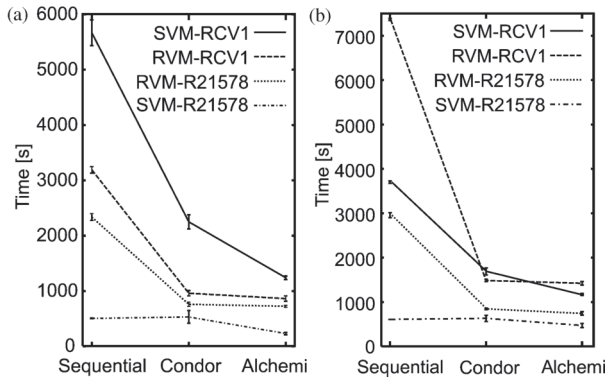 (a)
6000
5000
4000
3000
2000
1000
0
Time [s]
SVM-RCV1
RVM-RCV1
RVM-R21578
SVM-R21578
Sequential Condor Alchemi
(b)
7000
6000
5000
4000
3000
2000
1000
0
Time [s]
SVM-RCV1
RVM-RCV1
RVM-R21578
SVM-R21578
Sequential Condor Alchemi